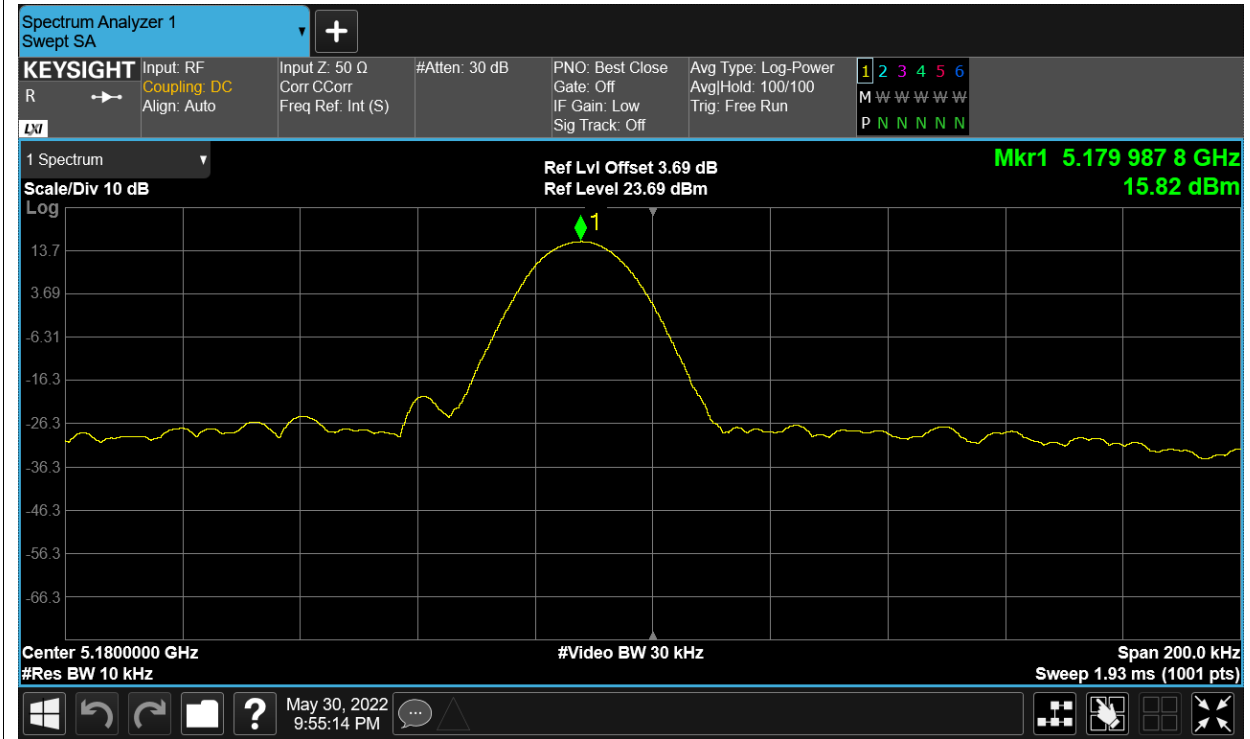 Spectrum Analyzer 1
Swept SA
KEYSIGHT
R
LXI
Input: RF
Coupling: DC
Align: Auto
Input Z: 50 Ω
Corr CCorr
Freq Ref: Int (S)
#Atten: 30 dB
PNO: Best Close
Gate: Off
IF Gain: Low
Sig Track: Off
Avg Type: Log-Power
Avg|Hold: 100/100
Trig: Free Run
1 2 3 4 5 6
M W W W W W W
P N N N N N N
1 Spectrum
Scale/Div 10 dB
Ref Lvl Offset 3.69 dB
Ref Level 23.69 dBm
Mkr1 5.179 987 8 GHz
15.82 dBm
Log
1
13.7
3.69
-6.31
-16.3
-26.3
-36.3
-46.3
-56.3
-66.3
Center 5.1800000 GHz
#Video BW 30 kHz
Span 200.0 kHz
#Res BW 10 kHz
Sweep 1.93 ms (1001 pts)
?
May 30, 2022
9:55:14 PM